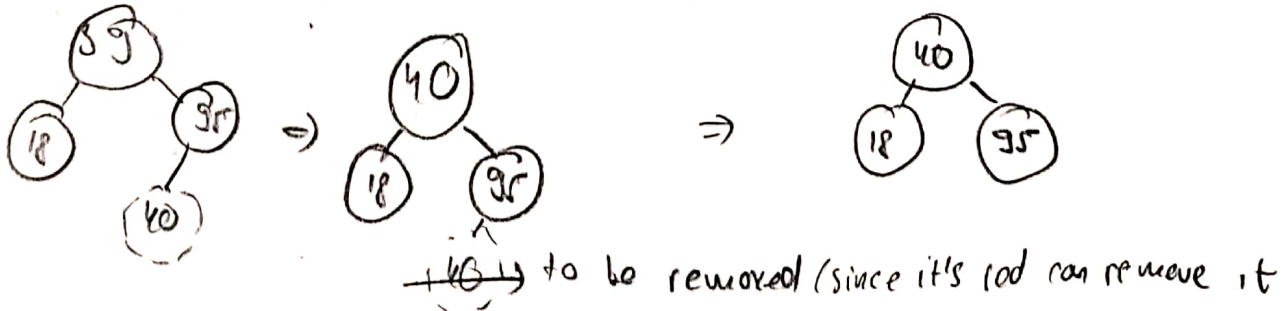 39 40 40
18 95 ⇒ 18 95 ⇒ 18 95
40
40 → to be removed (since it's red can remove it